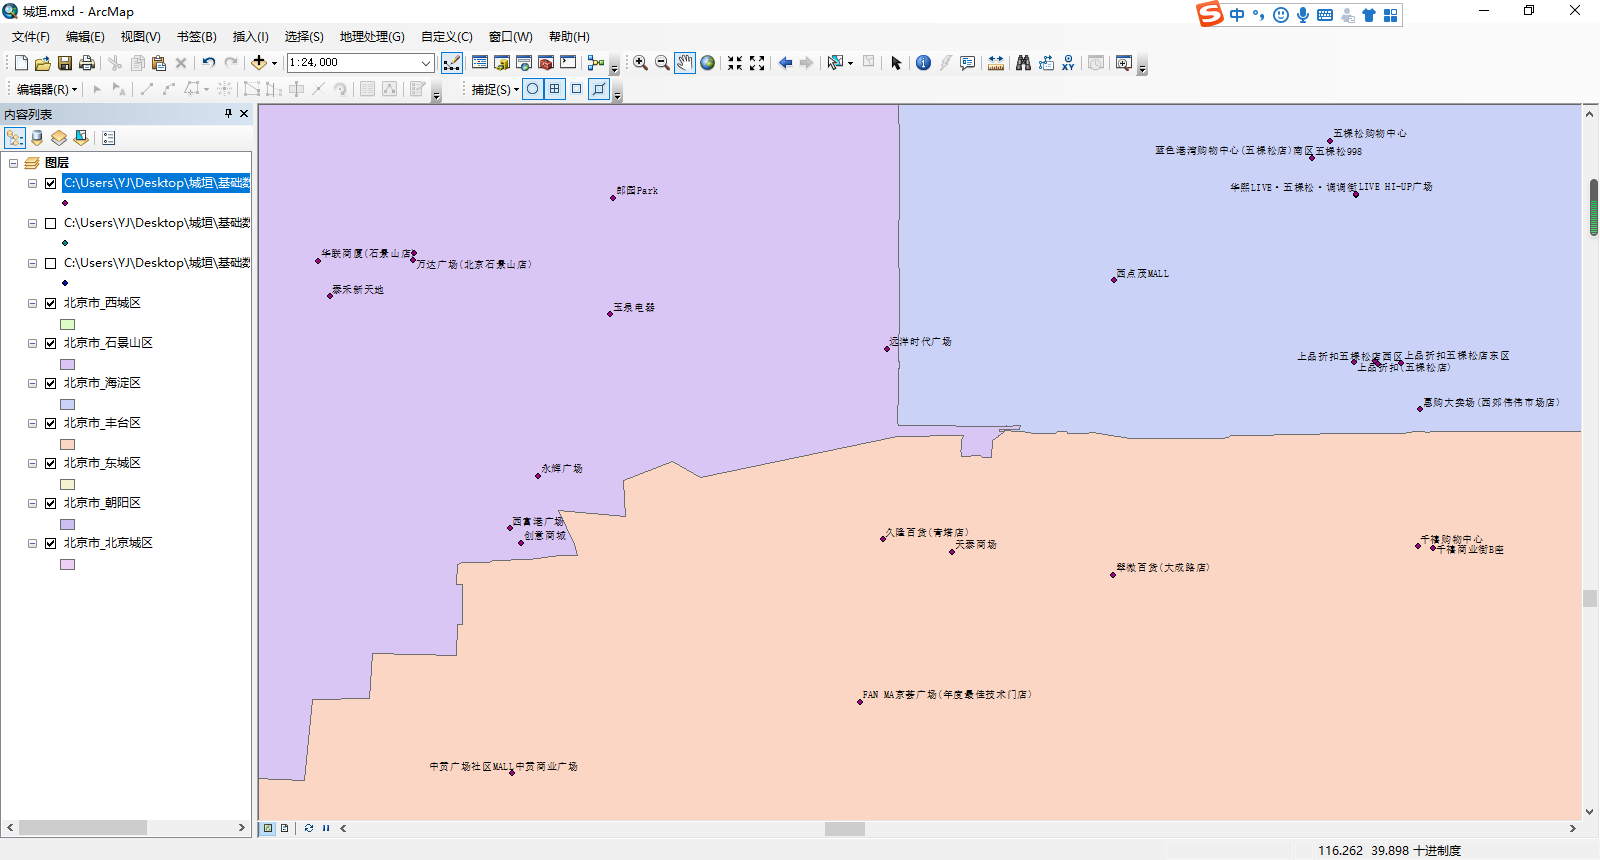 城垣.mxd - ArcMap
中
文件(F) 编辑(E) 视图(V) 书签(B) 插入(I) 选择(S) 地理处理(G) 自定义(C) 窗口(W) 帮助(H)
1:24,000
编辑器(R) 捕捉(S)
内容列表
图层
C:\Users\YJ\Desktop\城垣\基础数
C:\Users\YJ\Desktop\城垣\基础数
C:\Users\YJ\Desktop\城垣\基础数
北京市_西城区
北京市_石景山区
北京市_海淀区
北京市_丰台区
北京市_东城区
北京市_朝阳区
北京市_北京城区
五棵松购物中心
蓝色港湾购物中心(五棵松店)南区五棵松998
华熙LIVE·五棵松·调调街LIVE HI-UP广场
郎园Park
华联商厦(石景山店)
万达广场(北京石景山店)
西点茂MALL
泰禾新天地
玉泉电器
远洋时代广场
上品折扣五棵松店西区
上品折扣五棵松店东区
上品折扣(五棵松店)
惠购大卖场(西郊伟伟市场店)
永辉广场
西富港广场
创意商城
久隆百货(青塔店)
天泰商场
千禧购物中心
千禧商业街B座
翠微百货(大成路店)
FAN MA京荟广场(年度最佳技术门店)
中贸广场社区MALL中贸商业广场
116.262 39.898 十进制度